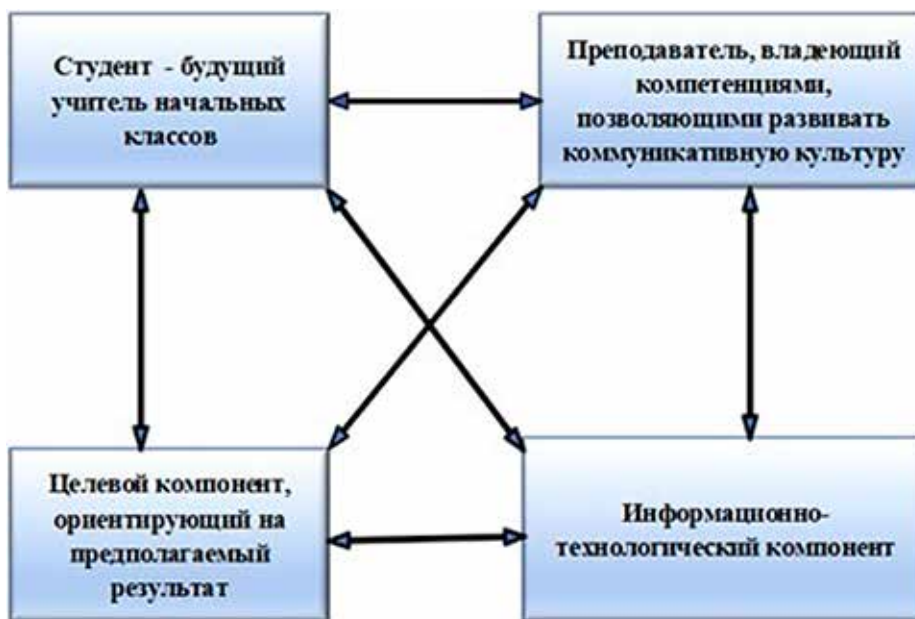 Студент - будущий
учитель начальных
классов
Преподаватель, владеющий
компетенциями,
позволяющими развивать
коммуникативную культуру
Целевой компонент,
ориентирующий на
предполагаемый
результат
Информационно-
технологический компонент